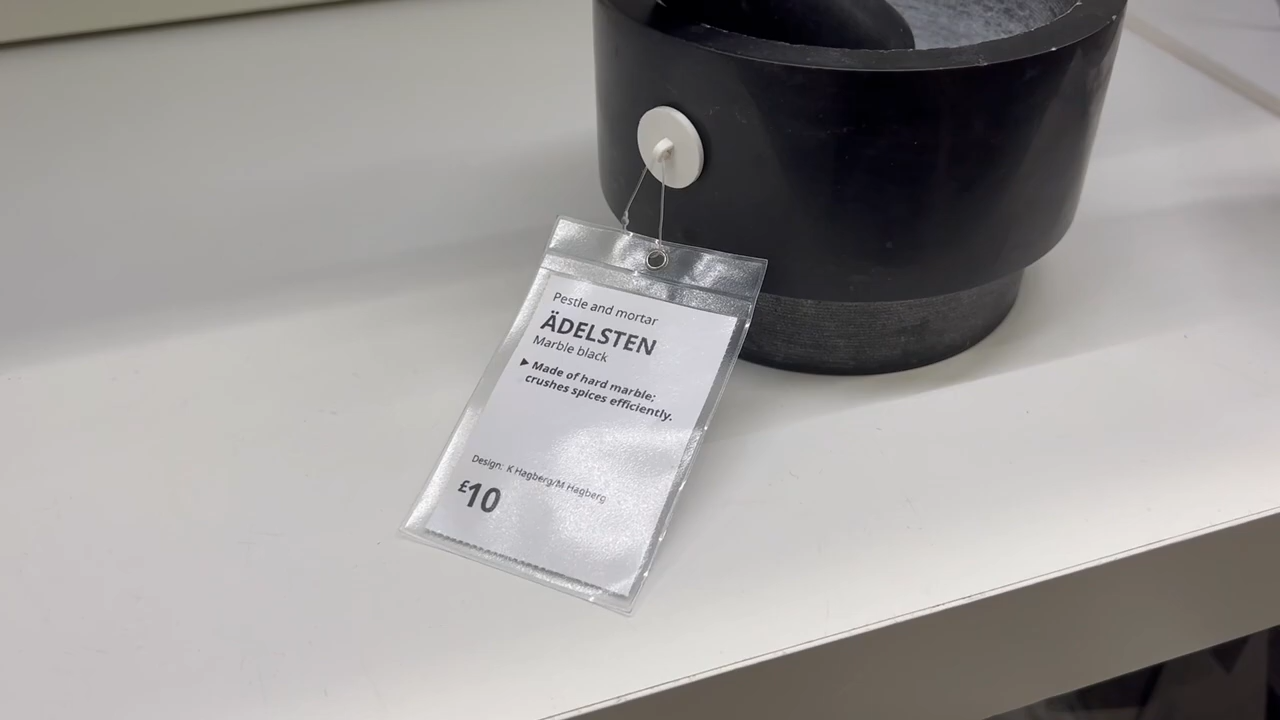 Pestle and mortar
ÄDELSTEN
Marble black
▶ Made of hard marble;
crushes spices efficiently.
Design: K Hagberg/M Hagberg
£10